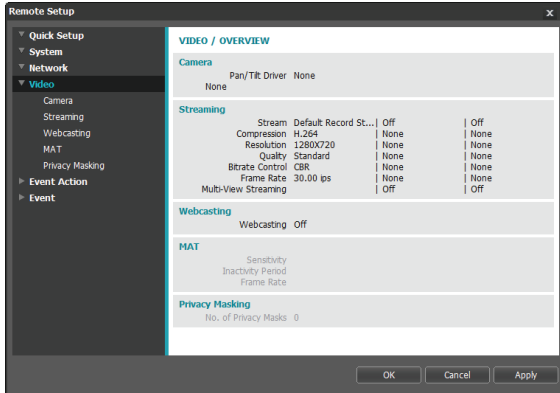 Remote Setup x
Quick Setup
System
Network
Video
Camera
Streaming
Webcasting
MAT
Privacy Masking
Event Action
Event
VIDEO / OVERVIEW
Camera
Pan/Tilt Driver None
None
Streaming
Stream Default Record St...| Off | Off
Compression H.264 | None | None
Resolution 1280X720 | None | None
Quality Standard | None | None
Bitrate Control CBR | None | None
Frame Rate 30.00 ips | None | None
Multi-View Streaming | Off | Off
Webcasting
Webcasting Off
MAT
Sensitivity
Inactivity Period
Frame Rate
Privacy Masking
No. of Privacy Masks 0
OK Cancel Apply